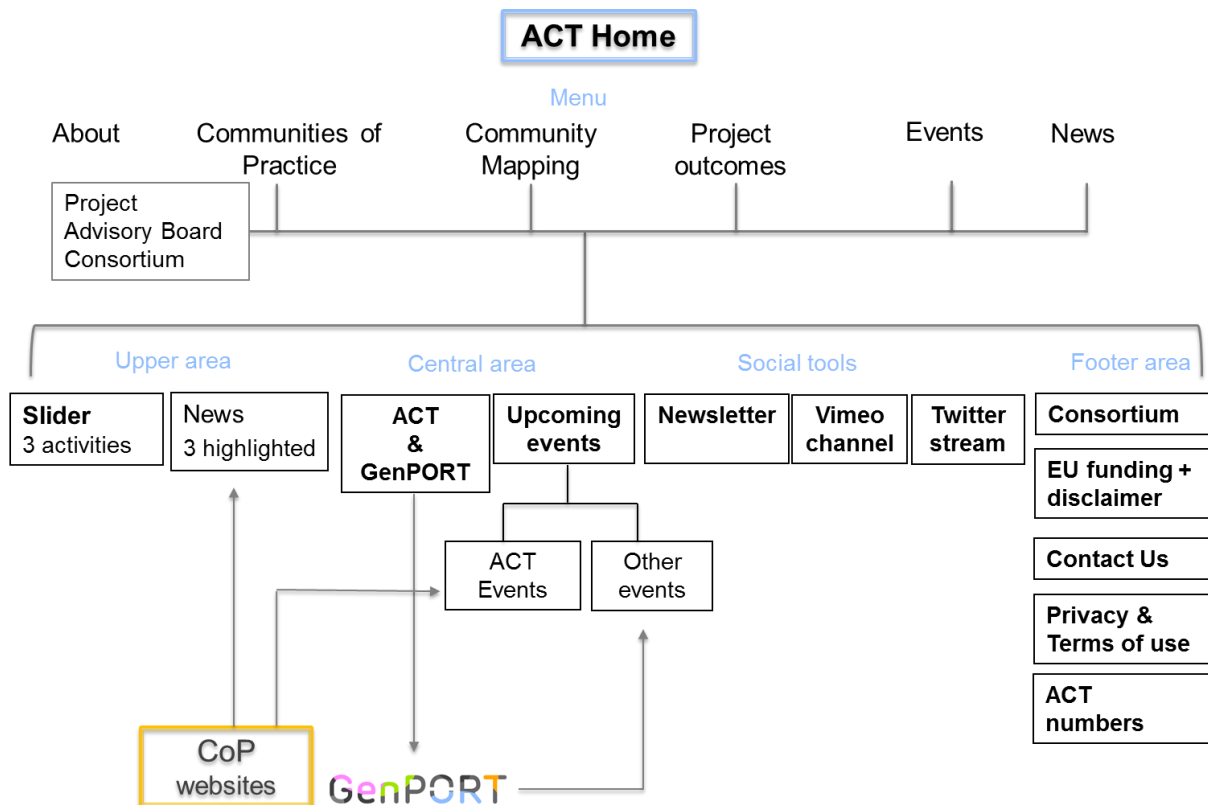 ACT Home
Menu
About
Communities of
Practice
Community
Mapping
Project
outcomes
Events
News
Project
Advisory Board
Consortium
Upper area
Central area
Social tools
Footer area
Slider
3 activities
News
3 highlighted
ACT
&
GenPORT
Upcoming
events
Newsletter
Vimeo
channel
Twitter
stream
Consortium
EU funding +
disclaimer
Contact Us
Privacy &
Terms of use
ACT
numbers
ACT
Events
Other
events
CoP
websites
GenPORT